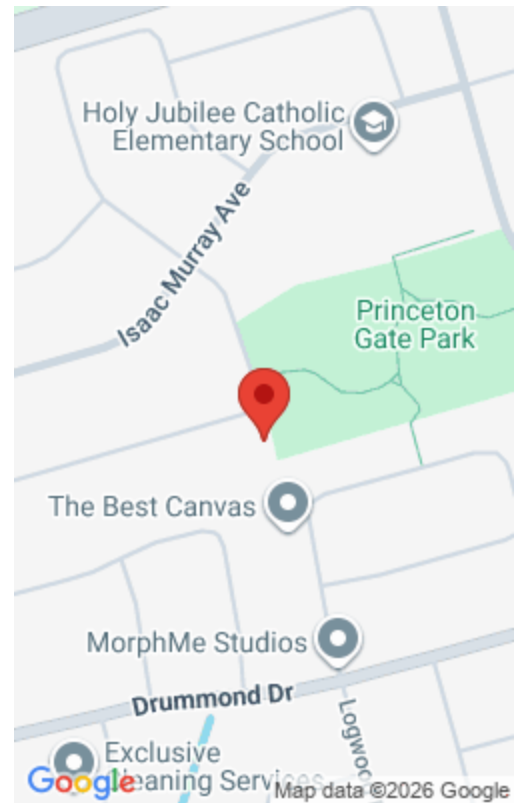 Holy Jubilee Catholic
Elementary School
Isaac Murray Ave
Princeton
Gate Park
The Best Canvas
MorphMe Studios
Drummond Dr
Exclusive
Services
Google
Map data ©2026 Google